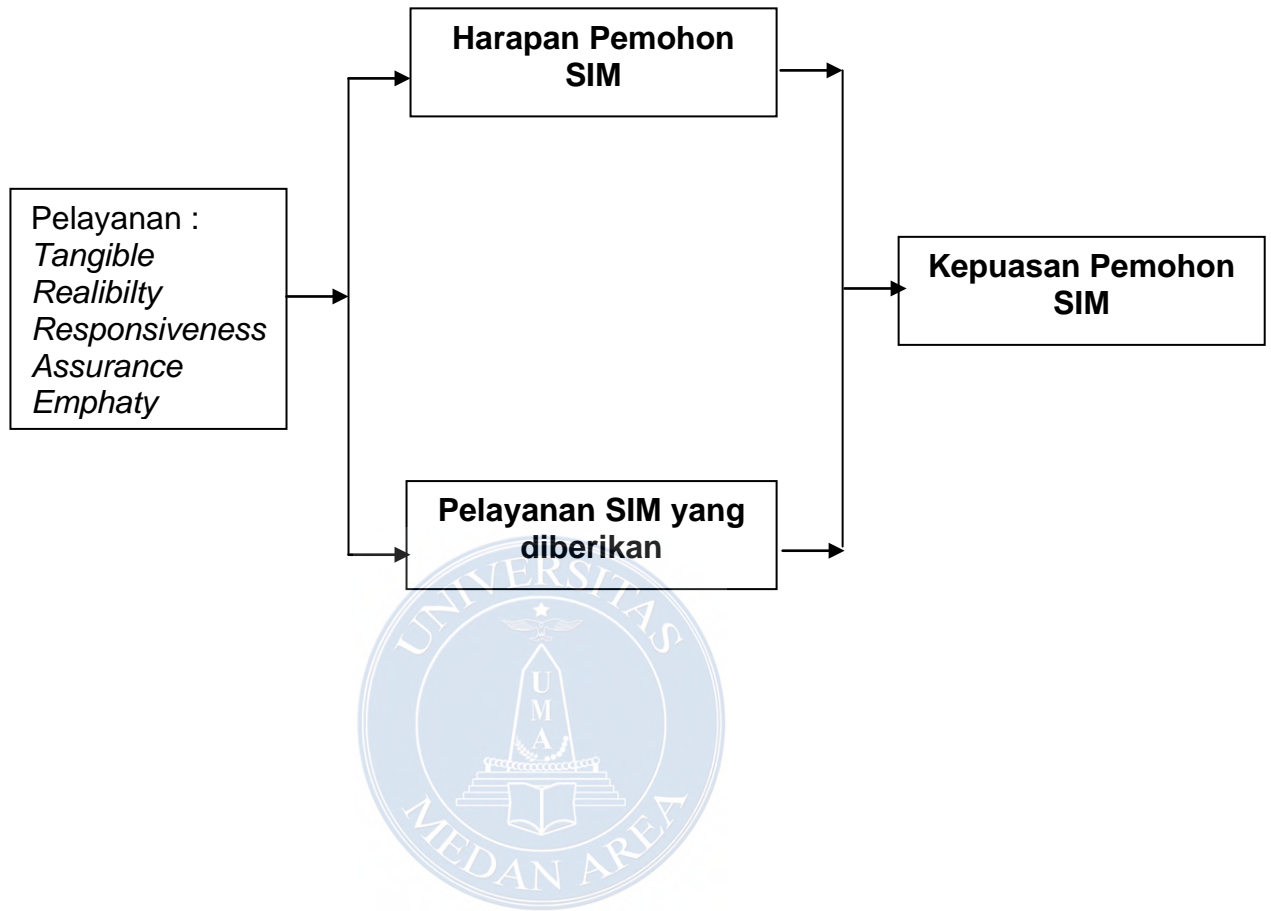 Harapan Pemohon
SIM
Pelayanan :
Tangible
Realibilty
Responsiveness
Assurance
Emphaty
Kepuasan Pemohon
SIM
Pelayanan SIM yang
diberikan
UNIVERSITAS
U
M
A
MEDAN AREA